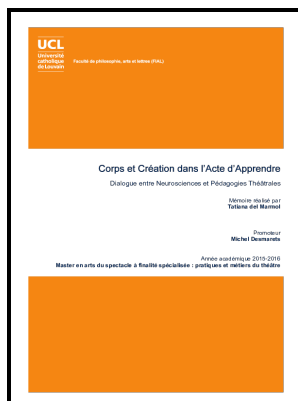 UCL
Université
catholique
de Louvain
Faculté de philosophie, arts et lettres (FIAL)
Corps et Création dans l'Acte d'Apprendre
Dialogue entre Neurosciences et Pédagogies Théâtrales
Mémoire réalisé par
Tatiana del Marmol
Promoteur
Michel Desmarets
Année académique 2015-2016
Master en arts du spectacle à finalité spécialisée : pratiques et métiers du théâtre